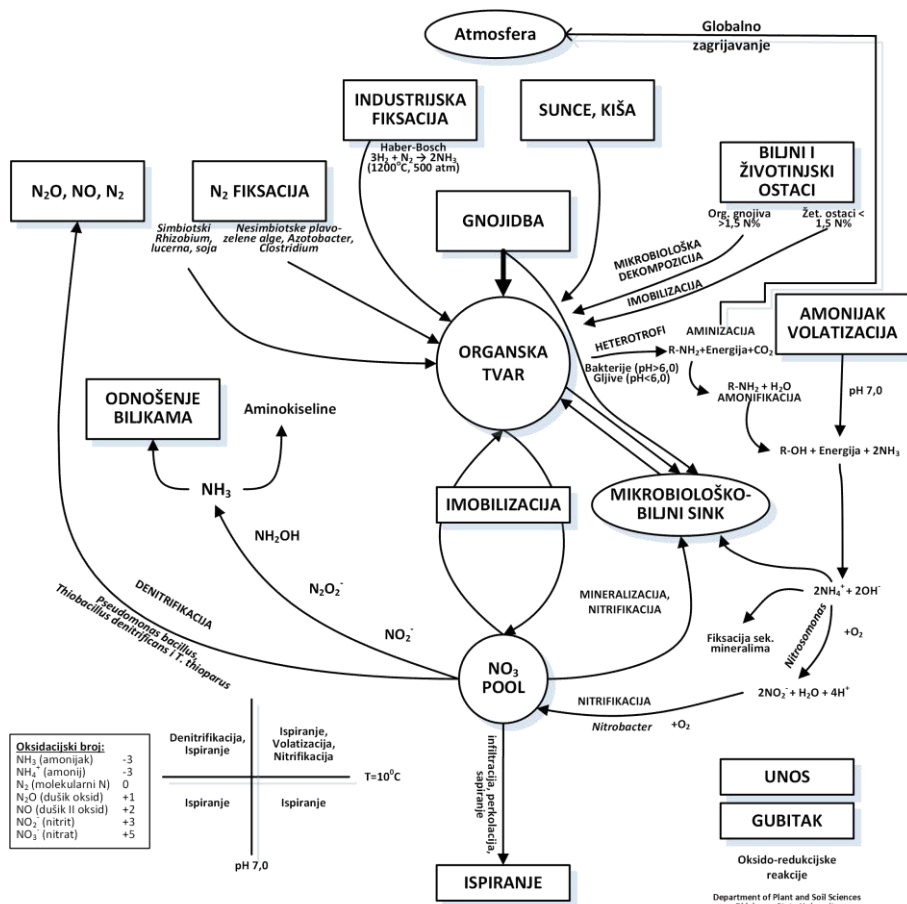 Atmosfera
Globalno
zagrijavanje
INDUSTRIJSKA
FIKSACIJA
SUNCE, KIŠA
Haber-Bosch
3H₂ + N₂ → 2NH₃
(1200⁰C, 500 atm)
BILJNI I
ŽIVOTINJSKI
OSTACI
N₂O, NO, N₂
N₂ FIKSACIJA
GNOJIDBA
Org. gnojiva
>1,5 N%
Žet. ostaci <
1,5 N%
Simbiotski
Rhizobium,
lucerna, soja
Nesimbiotske plavo-
zelene alge, Azotobacter,
Clostridium
MIKROBIOLOŠKA
DEKOMPOZICIJA
IMOBILIZACIJA
AMONIJAK
VOLATIZACIJA
ORGANSKA
TVAR
HETEROTROFI
AMINIZACIJA
R-NH₂+Energija+CO₂
Bakterije (pH>6,0)
Gljive (pH<6,0)
R-NH₂ + H₂O
AMONIFIKACIJA
pH 7,0
ODNOŠENJE
BILJKAMA
Aminokiseline
R-OH + Energija + 2NH₃
NH₃
IMOBILIZACIJA
MIKROBIOLOŠKO-
BILJNI SINK
NH₂OH
N₂O₂⁻
NO₂⁻
DENITRIFIKACIJA
Pseudomonas bacillus,
Thiobacillus denitrificans i T. thioparus
MINERALIZACIJA,
NITRIFIKACIJA
2NH₄⁺ + 2OH⁻
Fiksacija sek.
mineralima
Nitrosomonas
+O₂
NO₃
POOL
NITRIFIKACIJA
Nitrobacter
+O₂
2NO₂⁻ + H₂O + 4H⁺
infiltracija, perkolacija,
sapiranje
Oksidacijski broj:
NH₃ (amonijak) -3
NH₄⁺ (amonij) -3
N₂ (molekularni N) 0
N₂O (dušik oksid) +1
NO (dušik II oksid) +2
NO₂⁻ (nitrit) +3
NO₃⁻ (nitrat) +5
Denitrifikacija,
Ispiranje
Ispiranje,
Volatizacija,
Nitrifikacija
T=10⁰C
Ispiranje
Ispiranje
pH 7,0
ISPIRANJE
UNOS
GUBITAK
Oksido-redukcijske
reakcije
Department of Plant and Soil Sciences